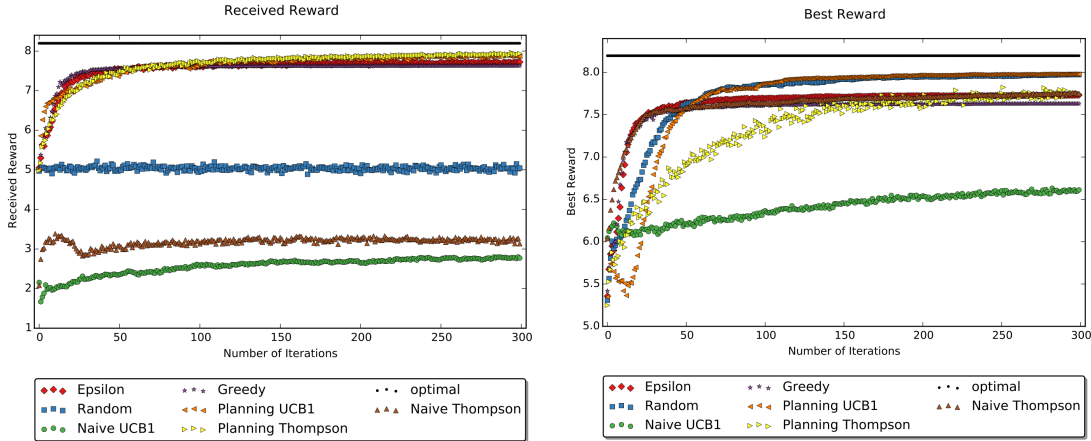 Received Reward
Received Reward
8
7
6
5
4
3
2
1
0
50
100
150
200
250
300
Number of Iterations
Epsilon
Greedy
optimal
Random
Planning UCB1
Naive Thompson
Naive UCB1
Planning Thompson
Best Reward
Best Reward
8.0
7.5
7.0
6.5
6.0
5.5
5.0
0
50
100
150
200
250
300
Number of Iterations
Epsilon
Greedy
optimal
Random
Planning UCB1
Naive Thompson
Naive UCB1
Planning Thompson